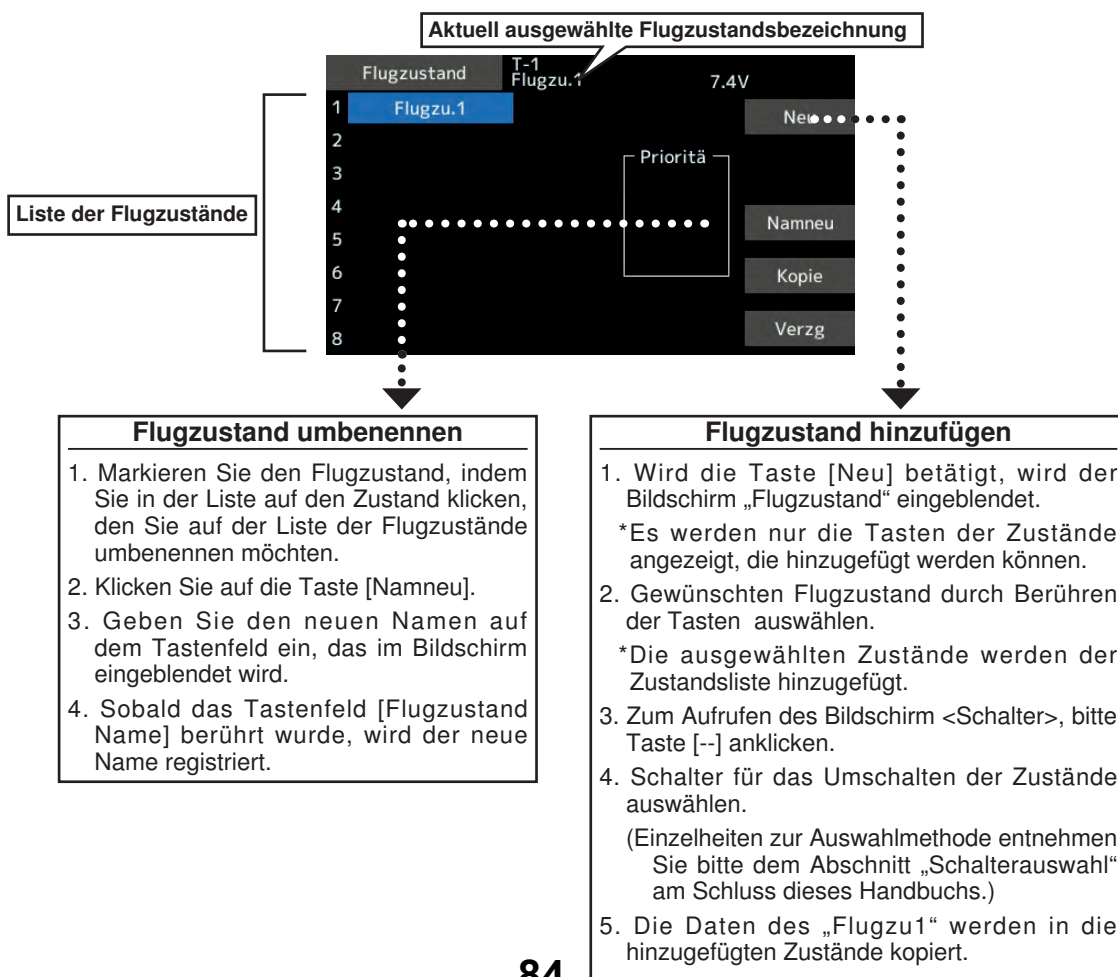 Aktuell ausgewählte Flugzustandsbezeichnung
Flugzustand
T-1
Flugzu.1
7.4V
1
Flugzu.1
Neu
2
Prioritä
3
Liste der Flugzustände
4
Namneu
5
6
Kopie
7
Verzg
8
Flugzustand umbenennen
1. Markieren Sie den Flugzustand, indem
Sie in der Liste auf den Zustand klicken,
den Sie auf der Liste der Flugzustände
umbenennen möchten.
2. Klicken Sie auf die Taste [Namneu].
3. Geben Sie den neuen Namen auf
dem Tastenfeld ein, das im Bildschirm
eingeblendet wird.
4. Sobald das Tastenfeld [Flugzustand
Name] berührt wurde, wird der neue
Name registriert.
Flugzustand hinzufügen
1. Wird die Taste [Neu] betätigt, wird der
Bildschirm „Flugzustand“ eingeblendet.
*Es werden nur die Tasten der Zustände
angezeigt, die hinzugefügt werden können.
2. Gewünschten Flugzustand durch Berühren
der Tasten auswählen.
*Die ausgewählten Zustände werden der
Zustandsliste hinzugefügt.
3. Zum Aufrufen des Bildschirm <Schalter>, bitte
Taste [--] anklicken.
4. Schalter für das Umschalten der Zustände
auswählen.
(Einzelheiten zur Auswahlmethode entnehmen
Sie bitte dem Abschnitt „Schalterauswahl“
am Schluss dieses Handbuchs.)
5. Die Daten des „Flugzu1“ werden in die
hinzugefügten Zustände kopiert.
84